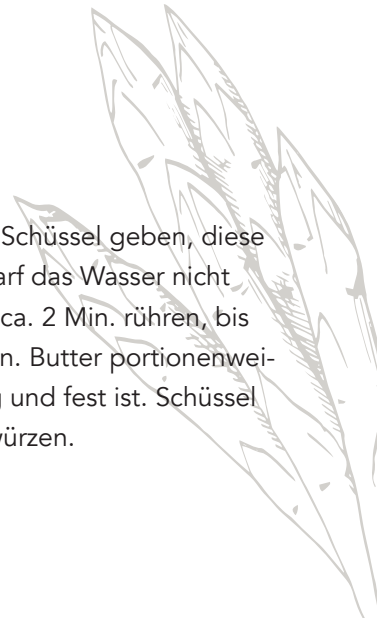 Schüssel geben, diese
arf das Wasser nicht
ca. 2 Min. rühren, bis
n. Butter portionenwei-
g und fest ist. Schüssel
würzen.